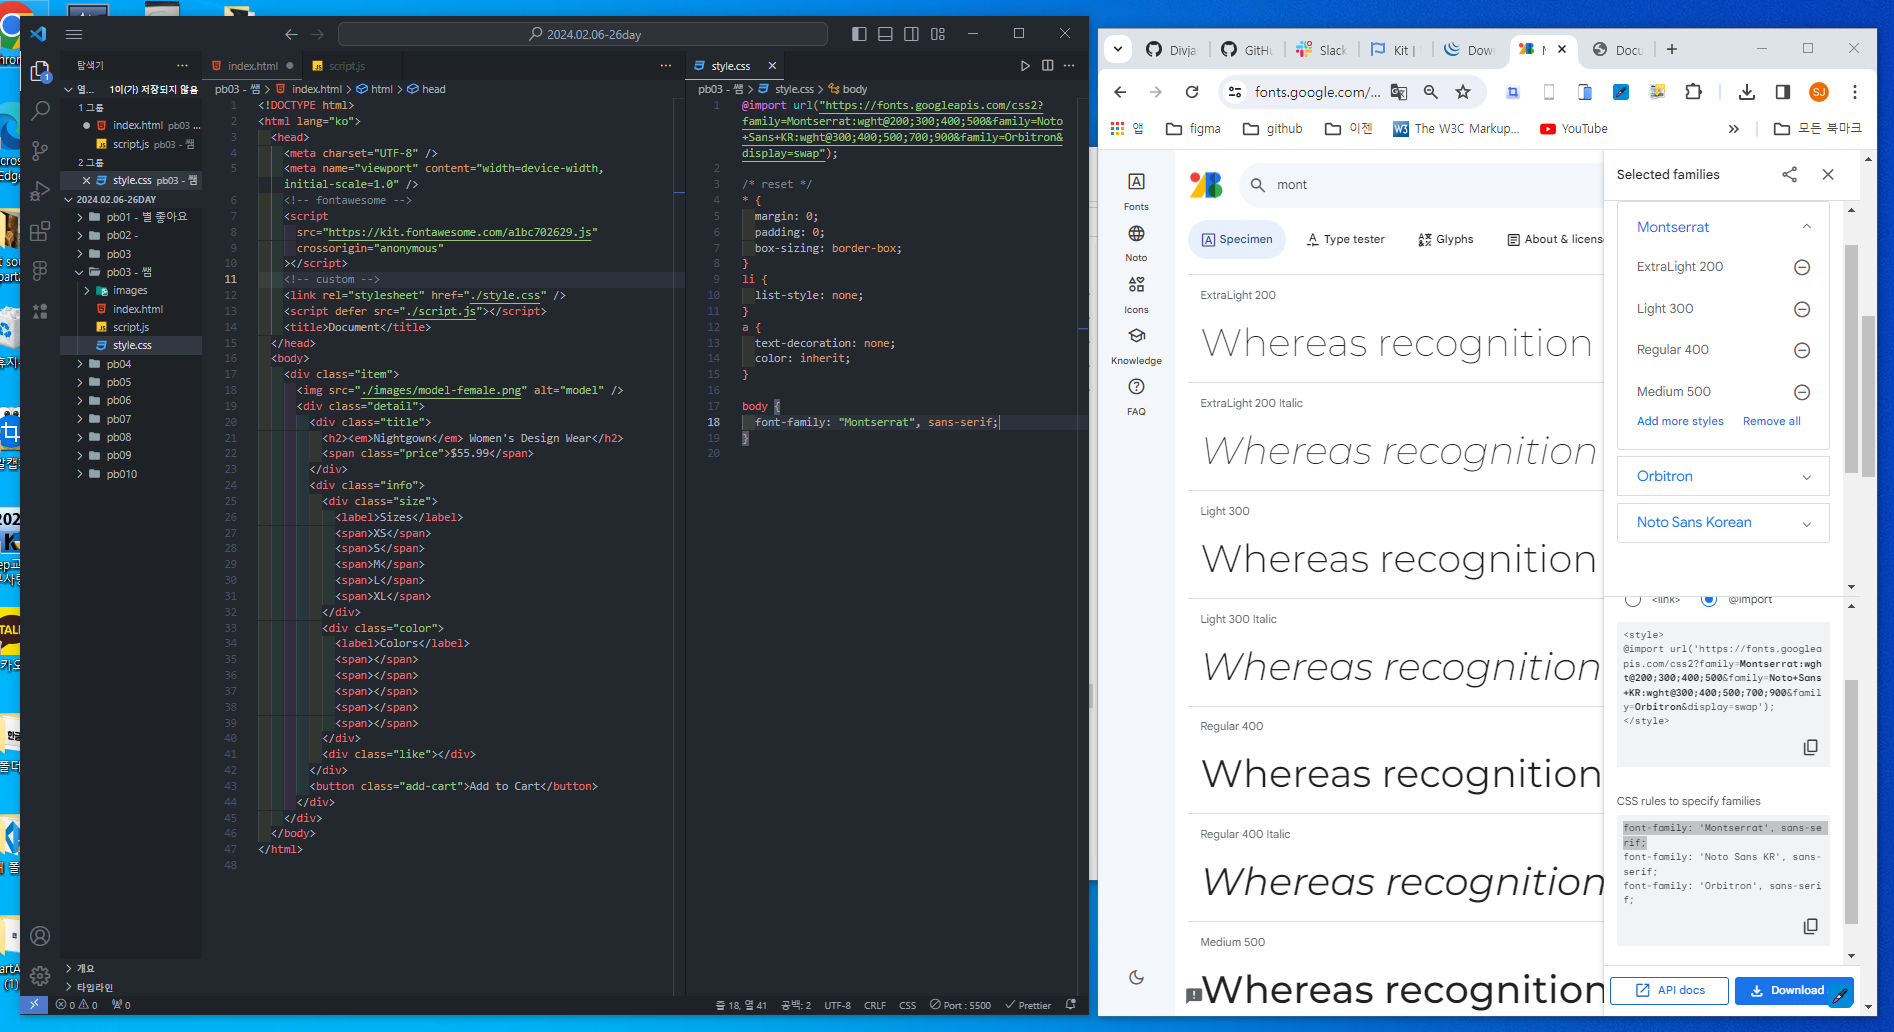 2024.02.06-26day
탐색기
index.html
script.js
style.css
열...
1이(가) 저장되지 않음
1 그룹
index.html pb03 ...
script.js pb03 - 쌤
2 그룹
style.css pb03 - 쌤
2024.02.06-26DAY
pb01 - 별 좋아요
pb02 -
pb03
pb03 - 쌤
images
index.html
script.js
style.css
pb04
pb05
pb06
pb07
pb08
pb09
pb010
개요
타임라인
pb03 - 쌤 > index.html > html > head
1 <!DOCTYPE html>
2 <html lang="ko">
3 <head>
4 <meta charset="UTF-8" />
5 <meta name="viewport" content="width=device-width,
initial-scale=1.0" />
6 <!-- fontawesome -->
7 <script
8 src="https://kit.fontawesome.com/a1bc702629.js"
9 crossorigin="anonymous"
10 ></script>
11 <!-- custom -->
12 <link rel="stylesheet" href="./style.css" />
13 <script defer src="./script.js"></script>
14 <title>Document</title>
15 </head>
16 <body>
17 <div class="item">
18 <img src="./images/model-female.png" alt="model" />
19 <div class="detail">
20 <div class="title">
21 <h2><em>Nightgown</em> Women's Design Wear</h2>
22 <span class="price">$55.99</span>
23 </div>
24 <div class="info">
25 <div class="size">
26 <label>Sizes</label>
27 <span>XS</span>
28 <span>S</span>
29 <span>M</span>
30 <span>L</span>
31 <span>XL</span>
32 </div>
33 <div class="color">
34 <label>Colors</label>
35 <span></span>
36 <span></span>
37 <span></span>
38 <span></span>
39 <span></span>
40 </div>
41 <div class="like"></div>
42 </div>
43 <button class="add-cart">Add to Cart</button>
44 </div>
45 </div>
46 </body>
47 </html>
48
pb03 - 쌤 > style.css > body
1 @import url("https://fonts.googleapis.com/css2?
family=Montserrat:wght@200;300;400;500&family=Noto
+Sans+KR:wght@300;400;500;700;900&family=Orbitron&
display=swap");
2
3 /* reset */
4 * {
5 margin: 0;
6 padding: 0;
7 box-sizing: border-box;
8 }
9 li {
10 list-style: none;
11 }
12 a {
13 text-decoration: none;
14 color: inherit;
15 }
16
17 body {
18 font-family: "Montserrat", sans-serif;
19 }
20
0 0 0
줄 18, 열 41 공백: 2 UTF-8 CRLF CSS Port : 5500 Prettier
Divja GitHu Slack Kit | Dow M Docu
fonts.google.com/...
SJ
앱 figma github 이젠 The W3C Markup... YouTube 모든 북마크
Fonts
Noto
Icons
Knowledge
FAQ
mont
Specimen Type tester Glyphs About & license
ExtraLight 200
Whereas recognition
ExtraLight 200 Italic
Whereas recognition
Light 300
Whereas recognition
Light 300 Italic
Whereas recognition
Regular 400
Whereas recognition
Regular 400 Italic
Whereas recognition
Medium 500
Whereas recognition
Selected families
Montserrat
ExtraLight 200
Light 300
Regular 400
Medium 500
Add more styles Remove all
Orbitron
Noto Sans Korean
<link> @import
<style>
@import url('https://fonts.googlea
pis.com/css2?family=Montserrat:wgh
t@200;300;400;500&family=Noto+Sans
+KR:wght@300;400;500;700;900&famil
y=Orbitron&display=swap');
</style>
CSS rules to specify families
font-family: 'Montserrat', sans-se
rif;
font-family: 'Noto Sans KR', sans-
serif;
font-family: 'Orbitron', sans-seri
f;
API docs Download